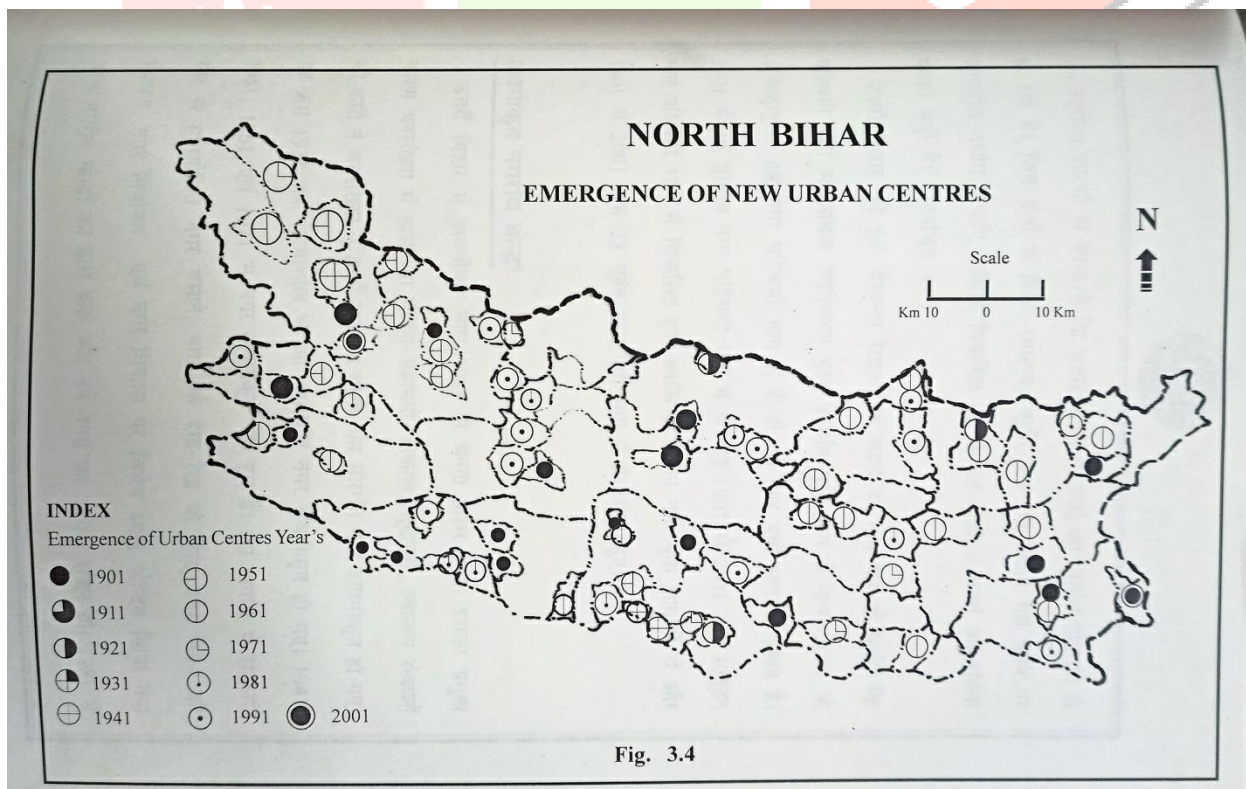 NORTH BIHAR
EMERGENCE OF NEW URBAN CENTRES
N
Scale
Km 10 0 10 Km
INDEX
Emergence of Urban Centres Year's
1901 1951
1911 1961
1921 1971
1931 1981
1941 1991 2001
Fig. 3.4